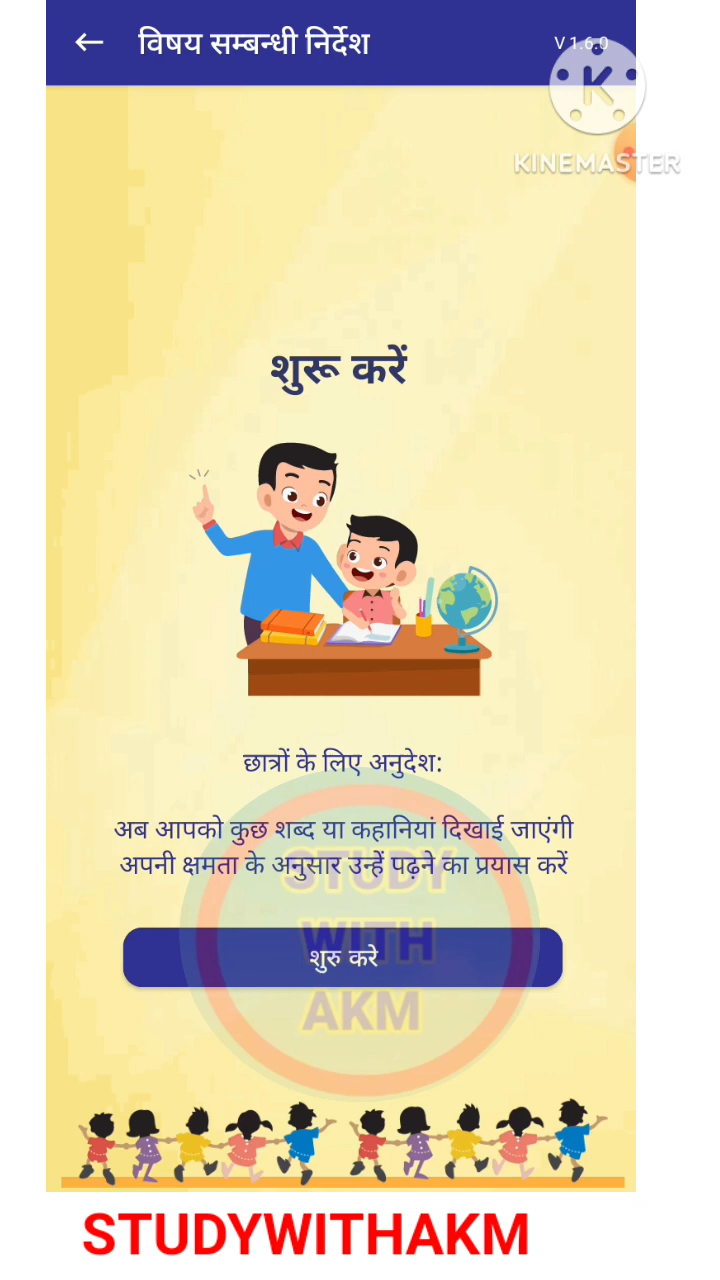 विषय सम्बन्धी निर्देश
V 1.6.0
K
KINEMASTER
शुरू करें
छात्रों के लिए अनुदेश:
अब आपको कुछ शब्द या कहानियां दिखाई जाएंगी
अपनी क्षमता के अनुसार उन्हें पढ़ने का प्रयास करें
STUDY
WITH
शुरु करे
AKM
STUDYWITHAKM